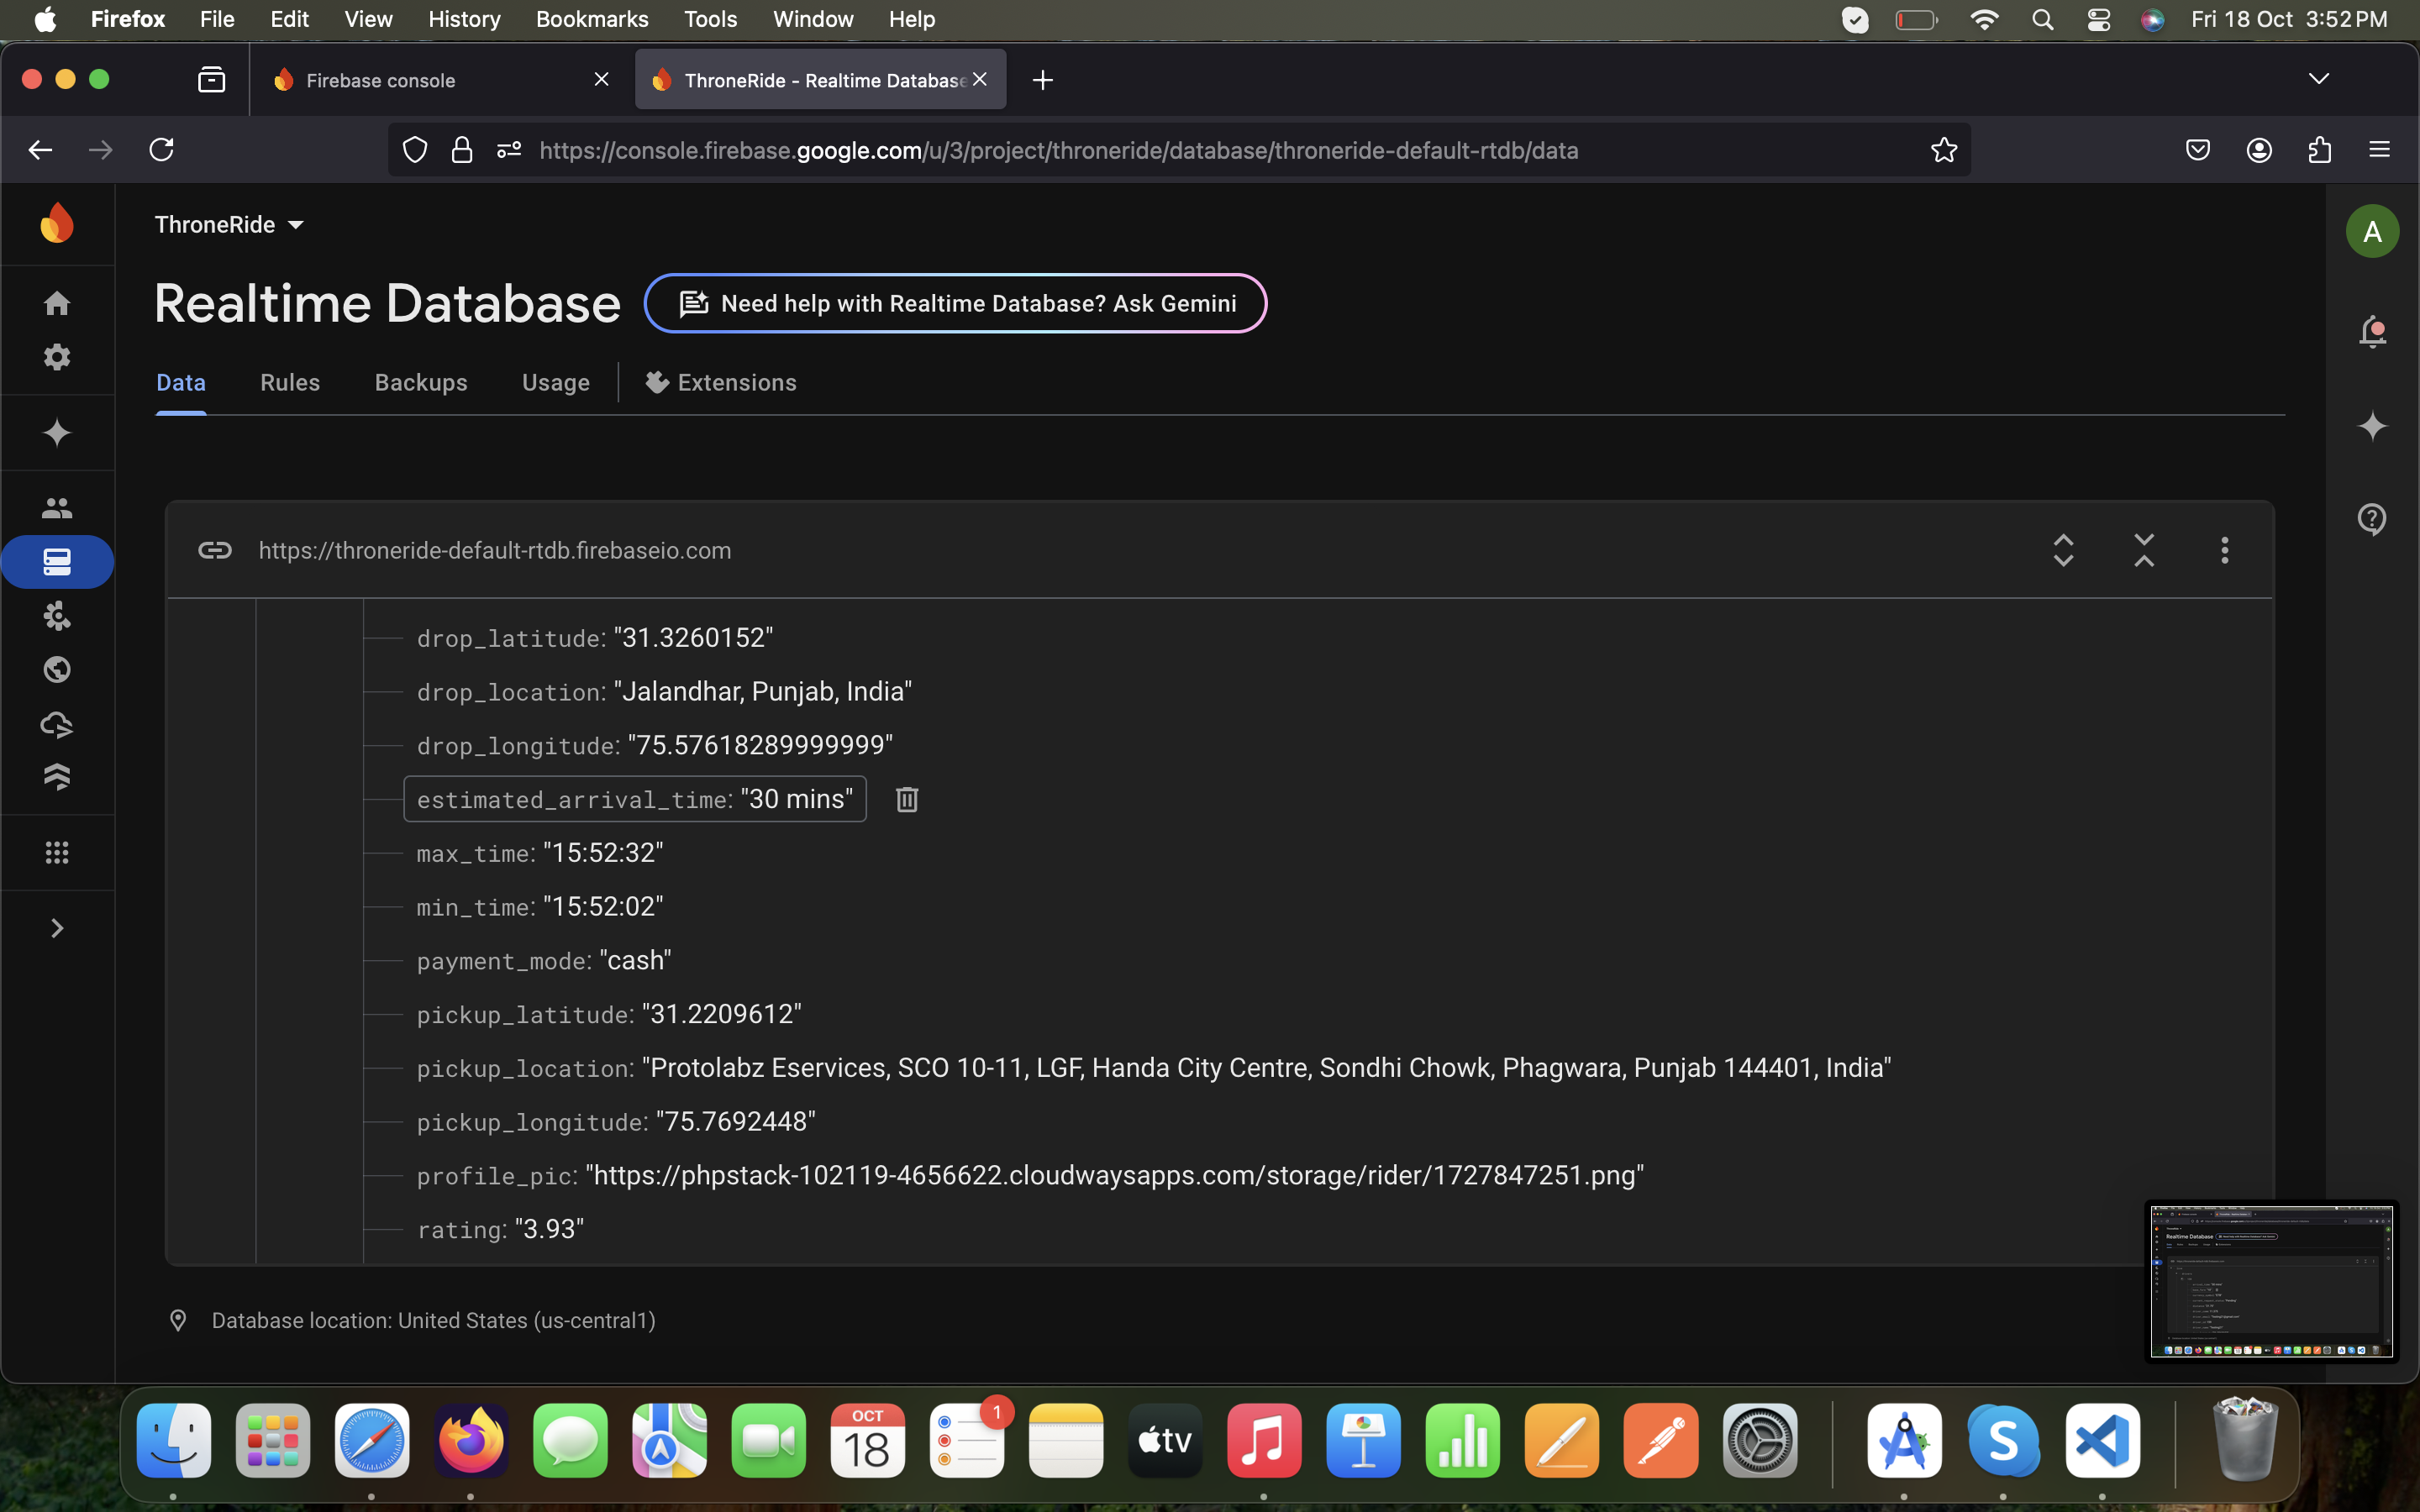 Firefox File Edit View History Bookmarks Tools Window Help Fri 18 Oct 3:52 PM
Firebase console ThroneRide - Realtime Database
https://console.firebase.google.com/u/3/project/throneride/database/throneride-default-rtdb/data
ThroneRide
A
Realtime Database Need help with Realtime Database? Ask Gemini
Data Rules Backups Usage Extensions
https://throneride-default-rtdb.firebaseio.com
drop_latitude: "31.3260152"
drop_location: "Jalandhar, Punjab, India"
drop_longitude: "75.57618289999999"
estimated_arrival_time: "30 mins"
max_time: "15:52:32"
min_time: "15:52:02"
payment_mode: "cash"
pickup_latitude: "31.2209612"
pickup_location: "Protolabz Eservices, SCO 10-11, LGF, Handa City Centre, Sondhi Chowk, Phagwara, Punjab 144401, India"
pickup_longitude: "75.7692448"
profile_pic: "https://phpstack-102119-4656622.cloudwaysapps.com/storage/rider/1727847251.png"
rating: "3.93"
Database location: United States (us-central1)
OCT
18
1
tv
S